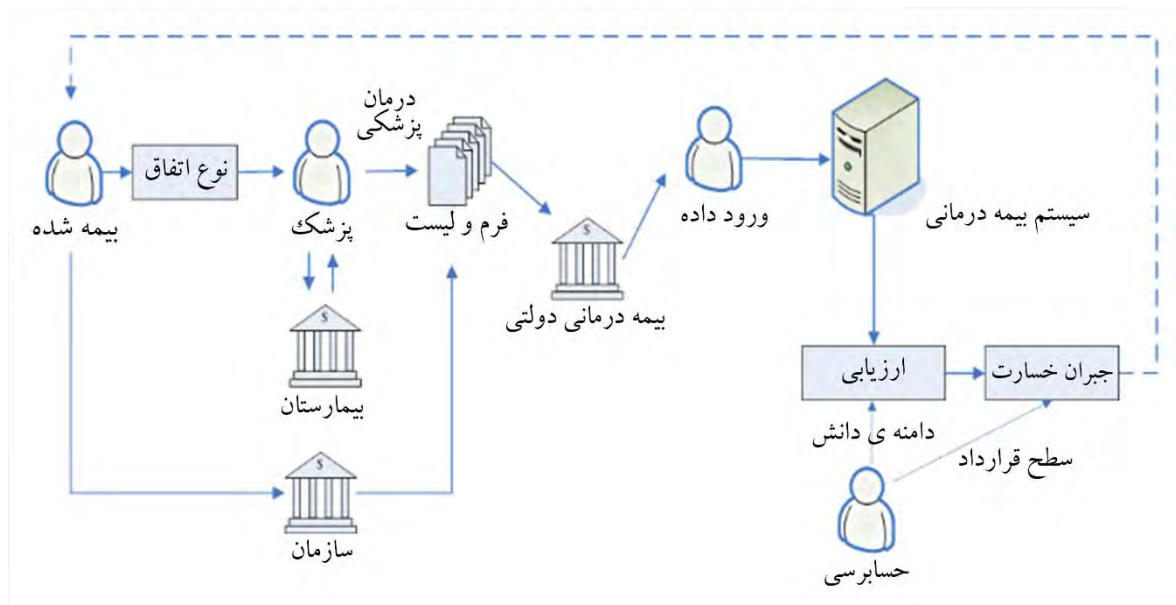 درمان
پزشکی
بیمه شده
نوع اتفاق
پزشک
فرم و لیست
ورود داده
سیستم بیمه درمانی
$
بیمه درمانی دولتی
$
بیمارستان
ارزیابی
جبران خسارت
دامنه ی دانش
سطح قرارداد
$
سازمان
حسابرسی